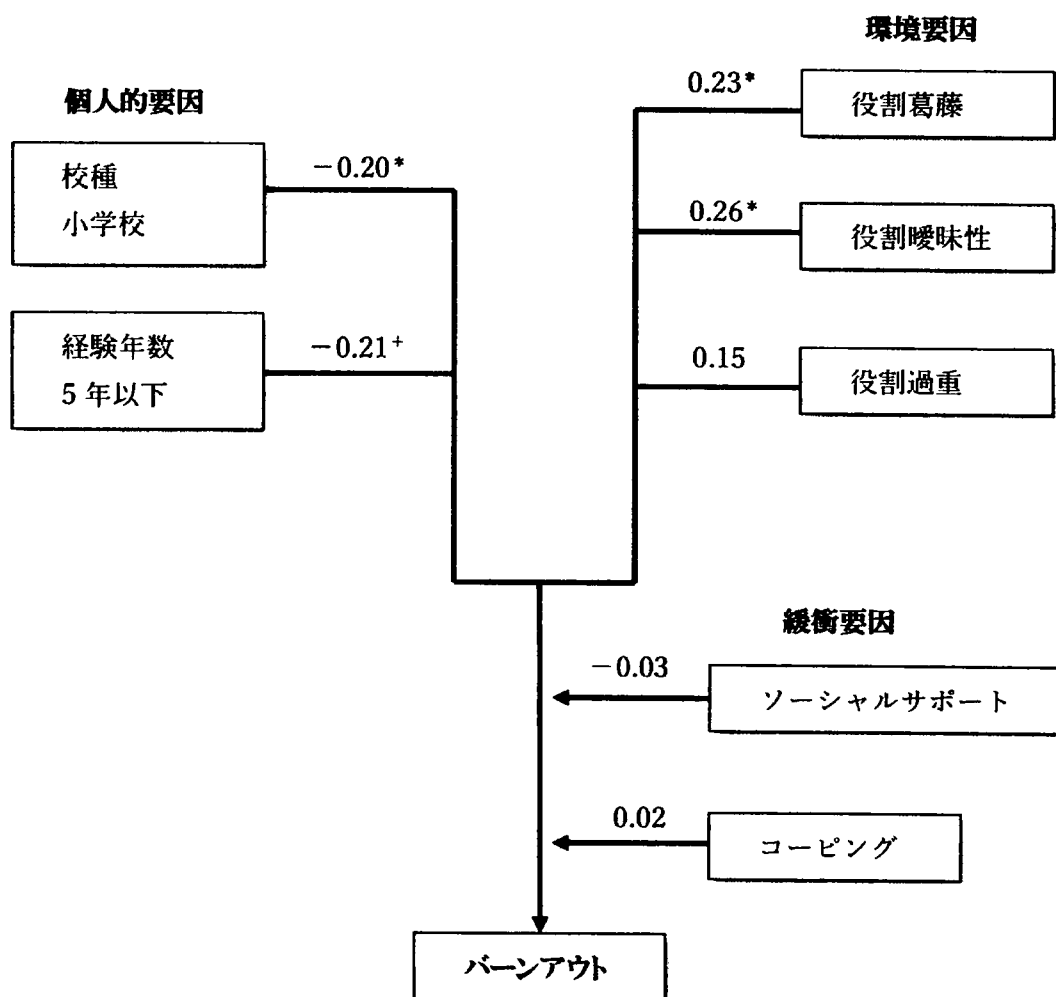 環境要因
個人的要因
0.23*
役割葛藤
校種
小学校
−0.20*
0.26*
役割曖昧性
経験年数
5 年以下
−0.21+
0.15
役割過重
緩衝要因
−0.03
ソーシャルサポート
0.02
コーピング
バーンアウト